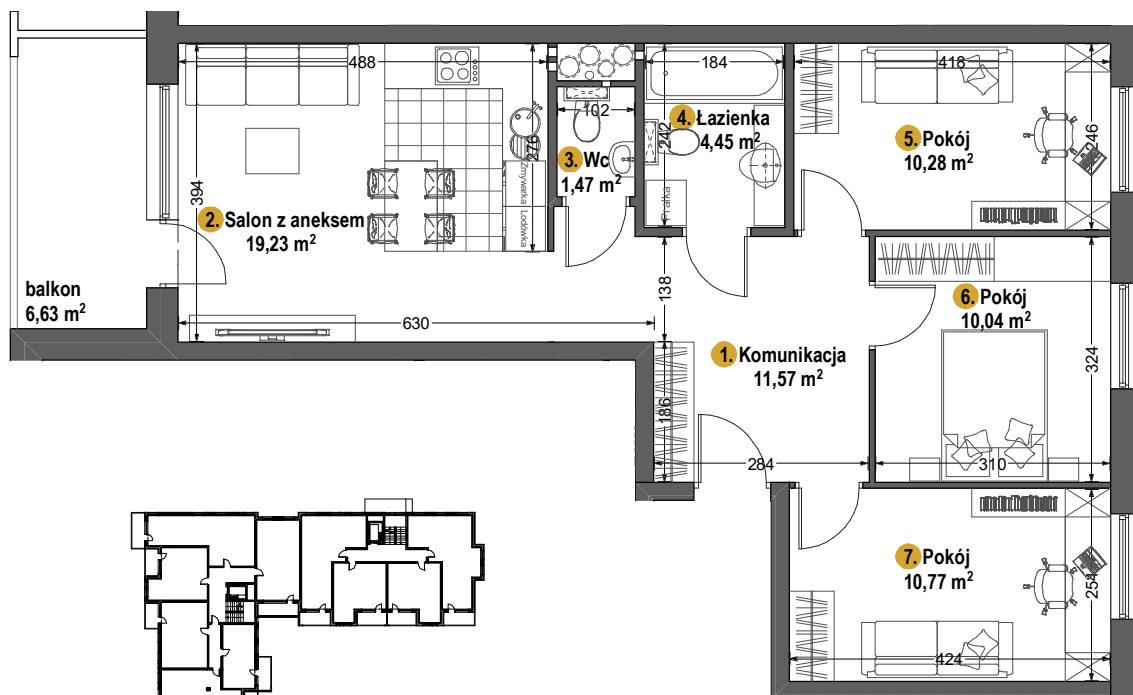 488
102
184
418
276
242
246
394
Zmywarka
Lodówka
Pralka
2. Salon z aneksem
19,23 m²
3. Wc
1,47 m²
4. Łazienka
4,45 m²
5. Pokój
10,28 m²
balkon
6,63 m²
630
138
6. Pokój
10,04 m²
324
1. Komunikacja
11,57 m²
186
284
310
7. Pokój
10,77 m²
254
424